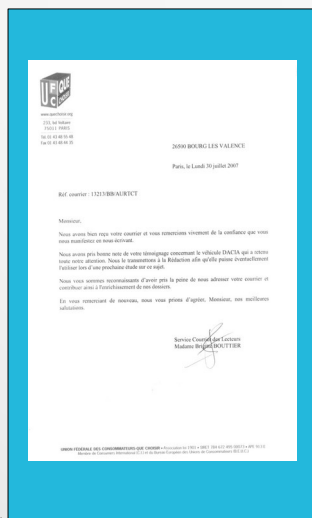 UFC
QUE
www.quechoisir.org
75011 PARIS
26500 BOURG LES VALENCE
Paris, le Lundi 30 juillet 2007
Réf. courrier : 13213/BB/AURTCT
Monsieur,
Nous avons bien reçu votre courrier et vous remercions vivement de la confiance que vous
nous manifestez en nous écrivant.
Nous avons pris bonne note de votre témoignage concernant le véhicule DACIA qui a retenu
toute notre attention. Nous le transmettons à la Rédaction afin qu'elle puisse éventuellement
l'utiliser lors d'une prochaine étude sur ce sujet.
Nous vous sommes reconnaissants d'avoir pris la peine de nous adresser votre courrier et
contribuer ainsi à l'enrichissement de nos dossiers.
En vous remerciant de nouveau, nous vous prions d'agréer, Monsieur, nos meilleures
salutations.
Service Courrier des Lecteurs
Madame Brigitte BOUTTIER
UNION FÉDÉRALE DES CONSOMMATEURS-QUE CHOISIR